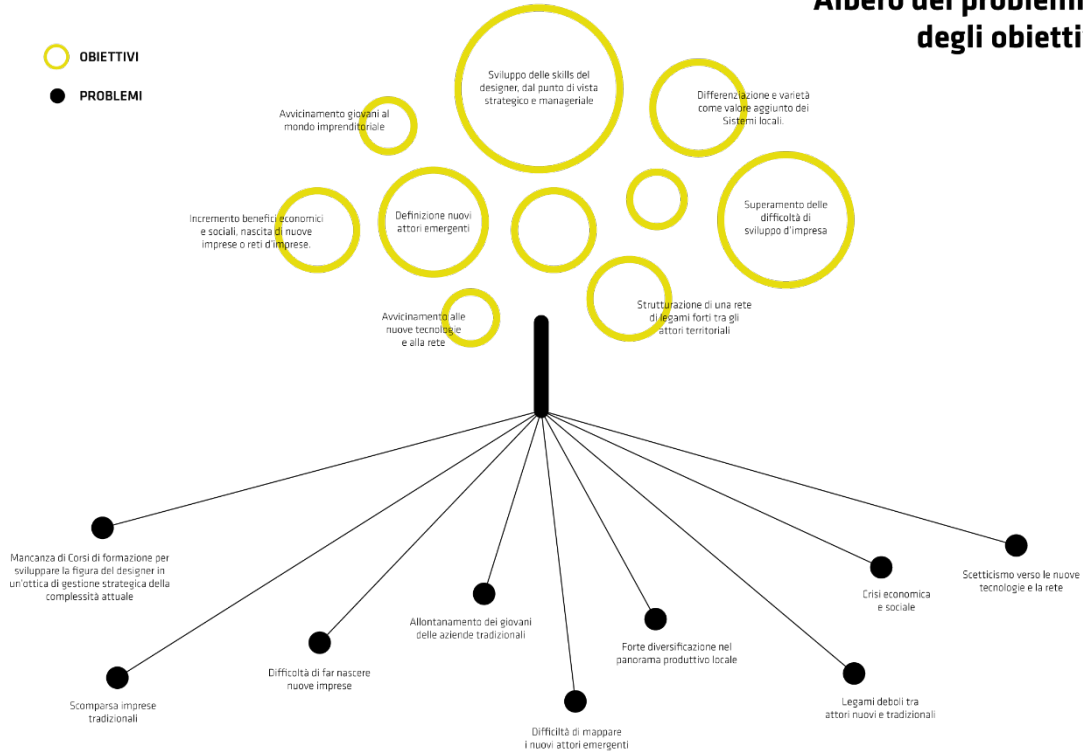 Albero dei problemi
degli obietti
OBIETTIVI
PROBLEMI
Sviluppo delle skills del
designer, dal punto di vista
strategico e manageriale
Differenziazione e varietà
come valore aggiunto dei
Sistemi locali.
Avvicinamento giovani al
mondo imprenditoriale
Incremento benefici economici
e sociali, nascita di nuove
imprese o reti d'imprese.
Definizione nuovi
attori emergenti
Superamento delle
difficoltà di
sviluppo d'impresa
Avvicinamento alle
nuove tecnologie
e alla rete
Strutturazione di una rete
di legami forti tra gli
attori territoriali
Mancanza di Corsi di formazione per
sviluppare la figura del designer in
un'ottica di gestione strategica della
complessità attuale
Scomparsa imprese
tradizionali
Difficoltà di far nascere
nuove imprese
Allontanamento dei giovani
delle aziende tradizionali
Difficiltà di mappare
i nuovi attori emergenti
Forte diversificazione nel
panorama produttivo locale
Legami deboli tra
attori nuovi e tradizionali
Crisi economica
e sociale
Scetticismo verso le nuove
tecnologie e la rete